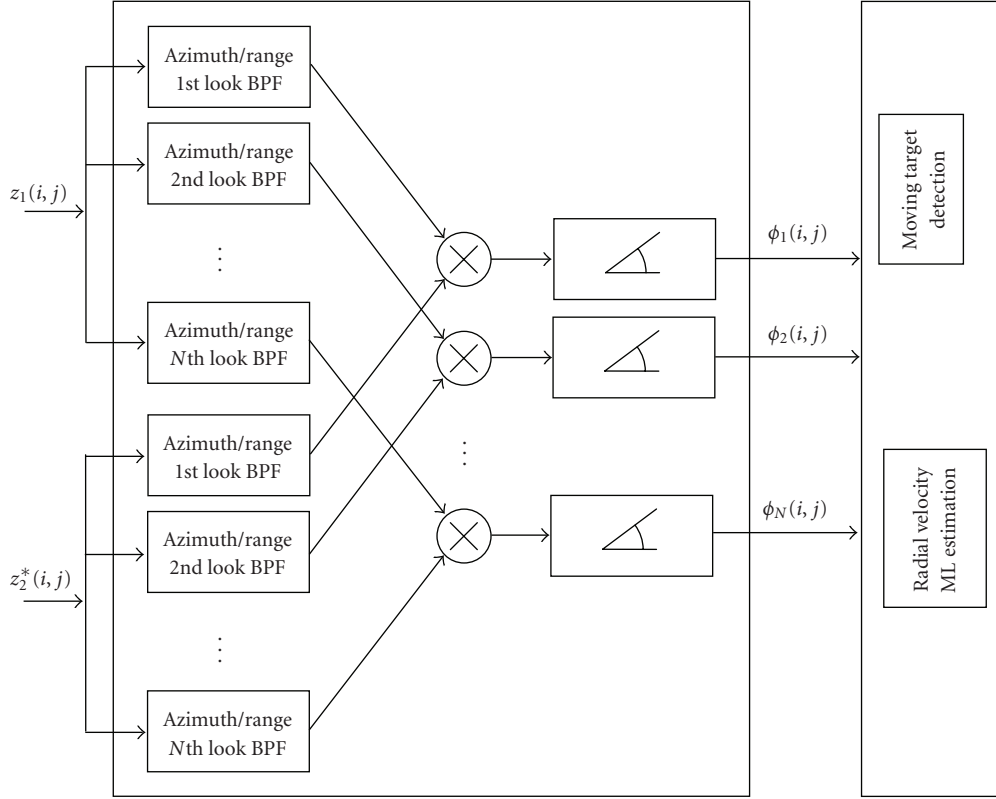 Azimuth/range
1st look BPF
Azimuth/range
2nd look BPF
z₁(i, j)
⋮
Azimuth/range
Nth look BPF
Azimuth/range
1st look BPF
Azimuth/range
2nd look BPF
z₂*(i, j)
⋮
Azimuth/range
Nth look BPF
⋮
ϕ₁(i, j)
ϕ₂(i, j)
ϕ_N(i, j)
Moving target
detection
Radial velocity
ML estimation